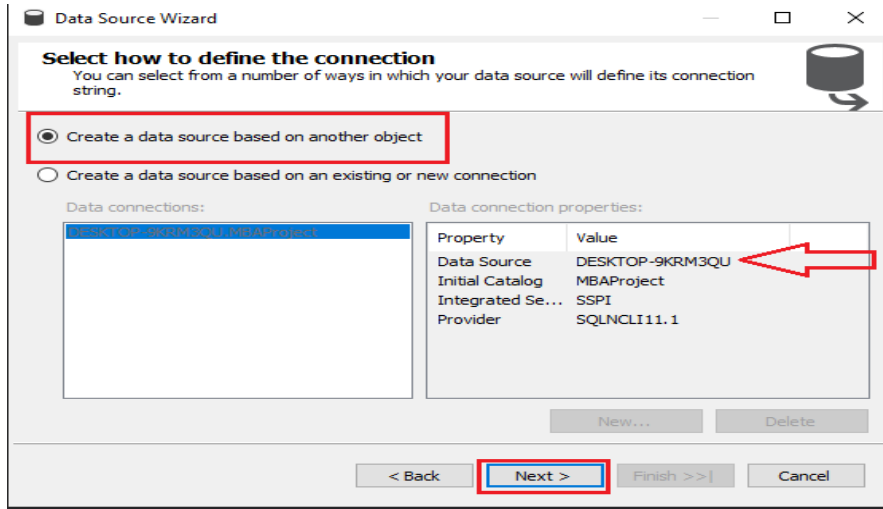 Data Source Wizard
Select how to define the connection
You can select from a number of ways in which your data source will define its connection
string.
Create a data source based on another object
Create a data source based on an existing or new connection
Data connections:
DESKTOP-9KRM3QU.MBAProject
Data connection properties:
Property Value
Data Source DESKTOP-9KRM3QU
Initial Catalog MBAProject
Integrated Se... SSPI
Provider SQLNCLI11.1
New... Delete
< Back Next > Finish >>| Cancel